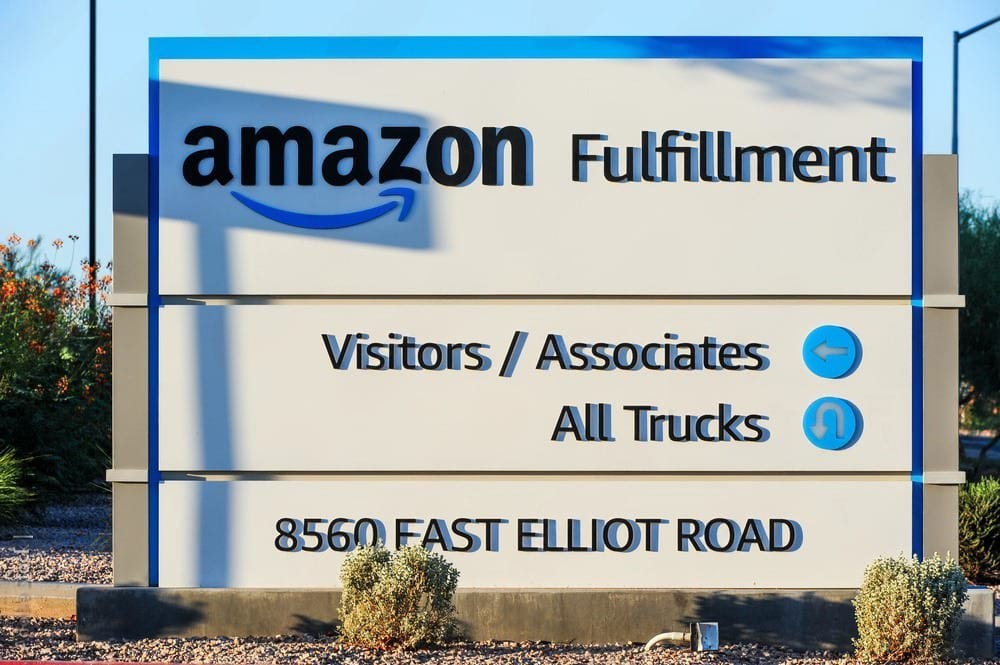 amazon Fulfillment
Visitors / Associates
All Trucks
8560 EAST ELLIOT ROAD